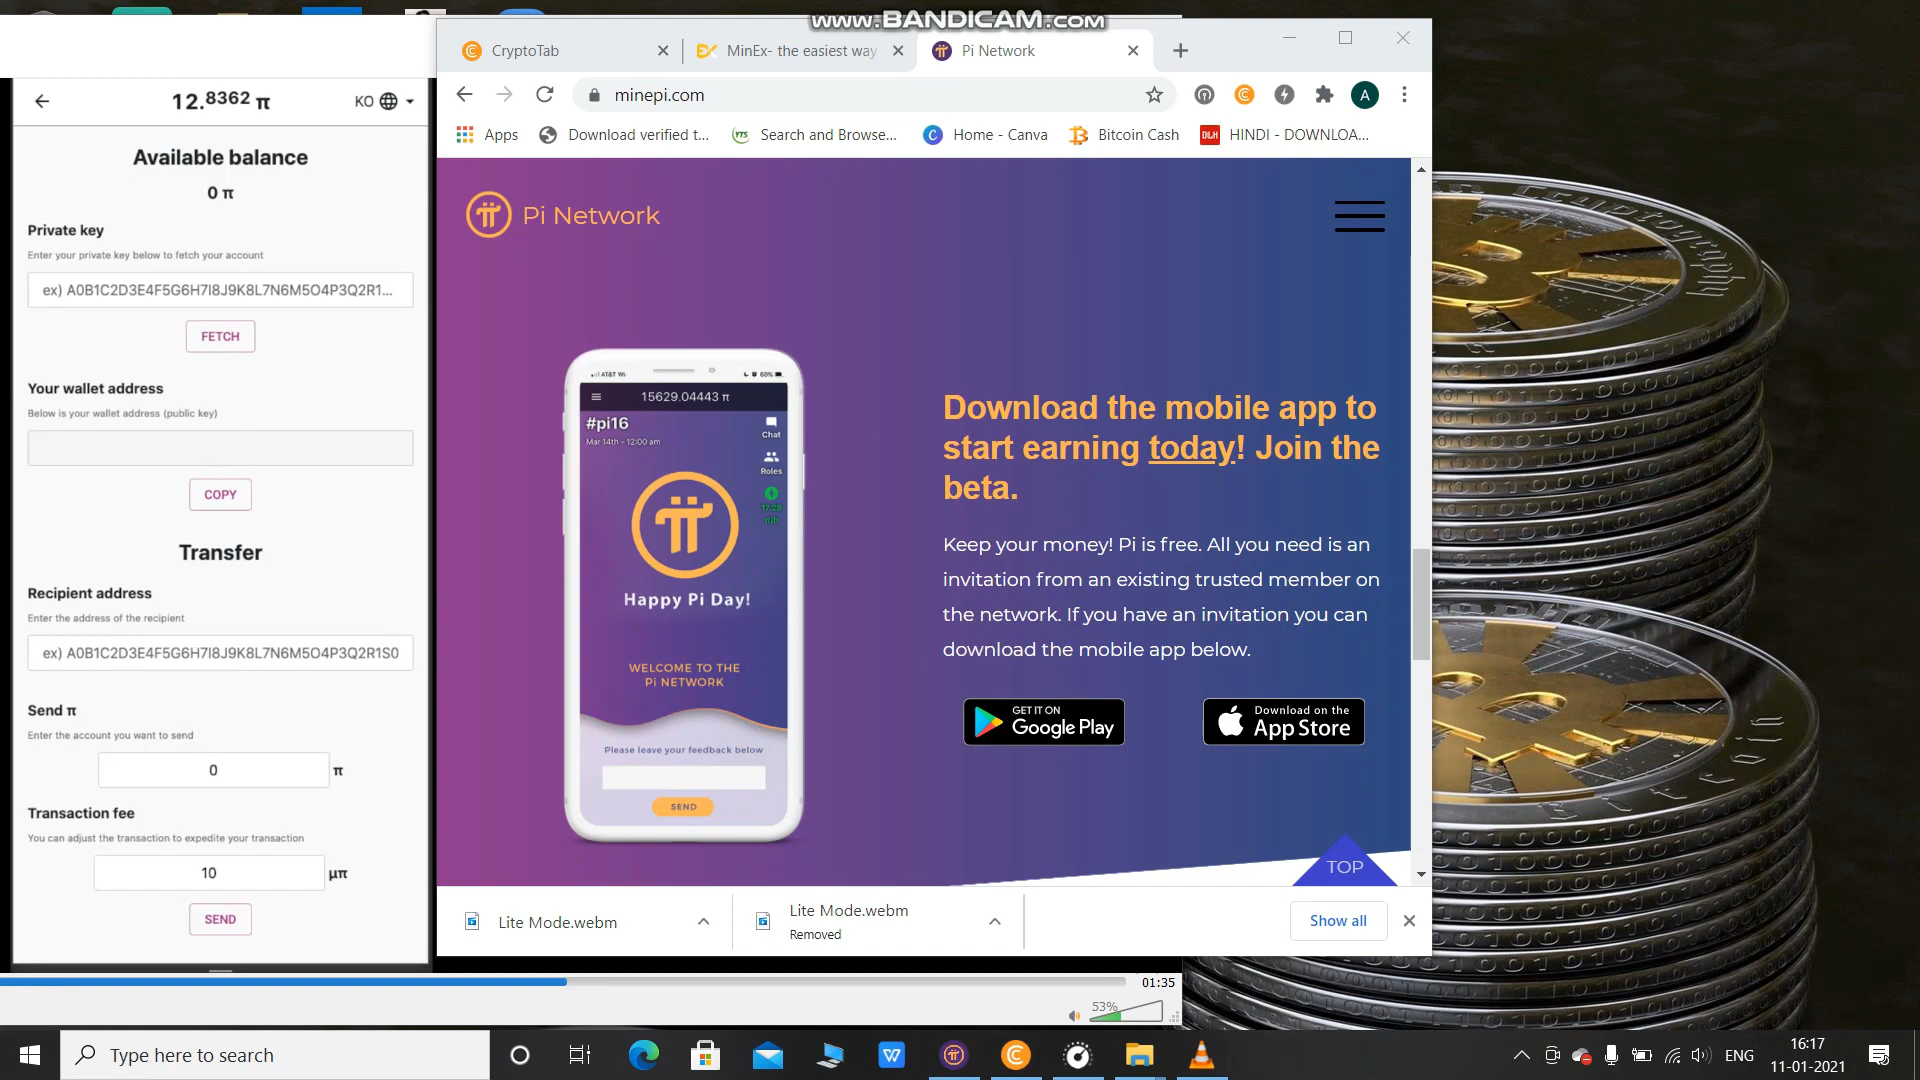 www.BANDICAM.com
CryptoTab
MinEx- the easiest way
Pi Network
minepi.com
A
Apps
Download verified t...
YTS
Search and Browse...
Home - Canva
Bitcoin Cash
DLH
HINDI - DOWNLOA...
12.8362 π
KO
Available balance
0 π
Private key
Enter your private key below to fetch your account
ex) A0B1C2D3E4F5G6H7I8J9K8L7N6M5O4P3Q2R1...
FETCH
Your wallet address
Below is your wallet address (public key)
COPY
Transfer
Recipient address
Enter the address of the recipient
ex) A0B1C2D3E4F5G6H7I8J9K8L7N6M5O4P3Q2R1S0
Send π
Enter the account you want to send
0 π
Transaction fee
You can adjust the transaction to expedite your transaction
10 μπ
SEND
Pi Network
AT&T Wi-
60%
15629.04443 π
#pi16
Mar 14th - 12:00 am
Chat
Roles
17.28
π/h
Happy Pi Day!
WELCOME TO THE
Pi NETWORK
Please leave your feedback below
SEND
Download the mobile app to
start earning today! Join the
beta.
Keep your money! Pi is free. All you need is an
invitation from an existing trusted member on
the network. If you have an invitation you can
download the mobile app below.
GET IT ON
Google Play
Download on the
App Store
TOP
Lite Mode.webm
Lite Mode.webm
Removed
Show all
01:35
53%
Type here to search
ENG
16:17
11-01-2021